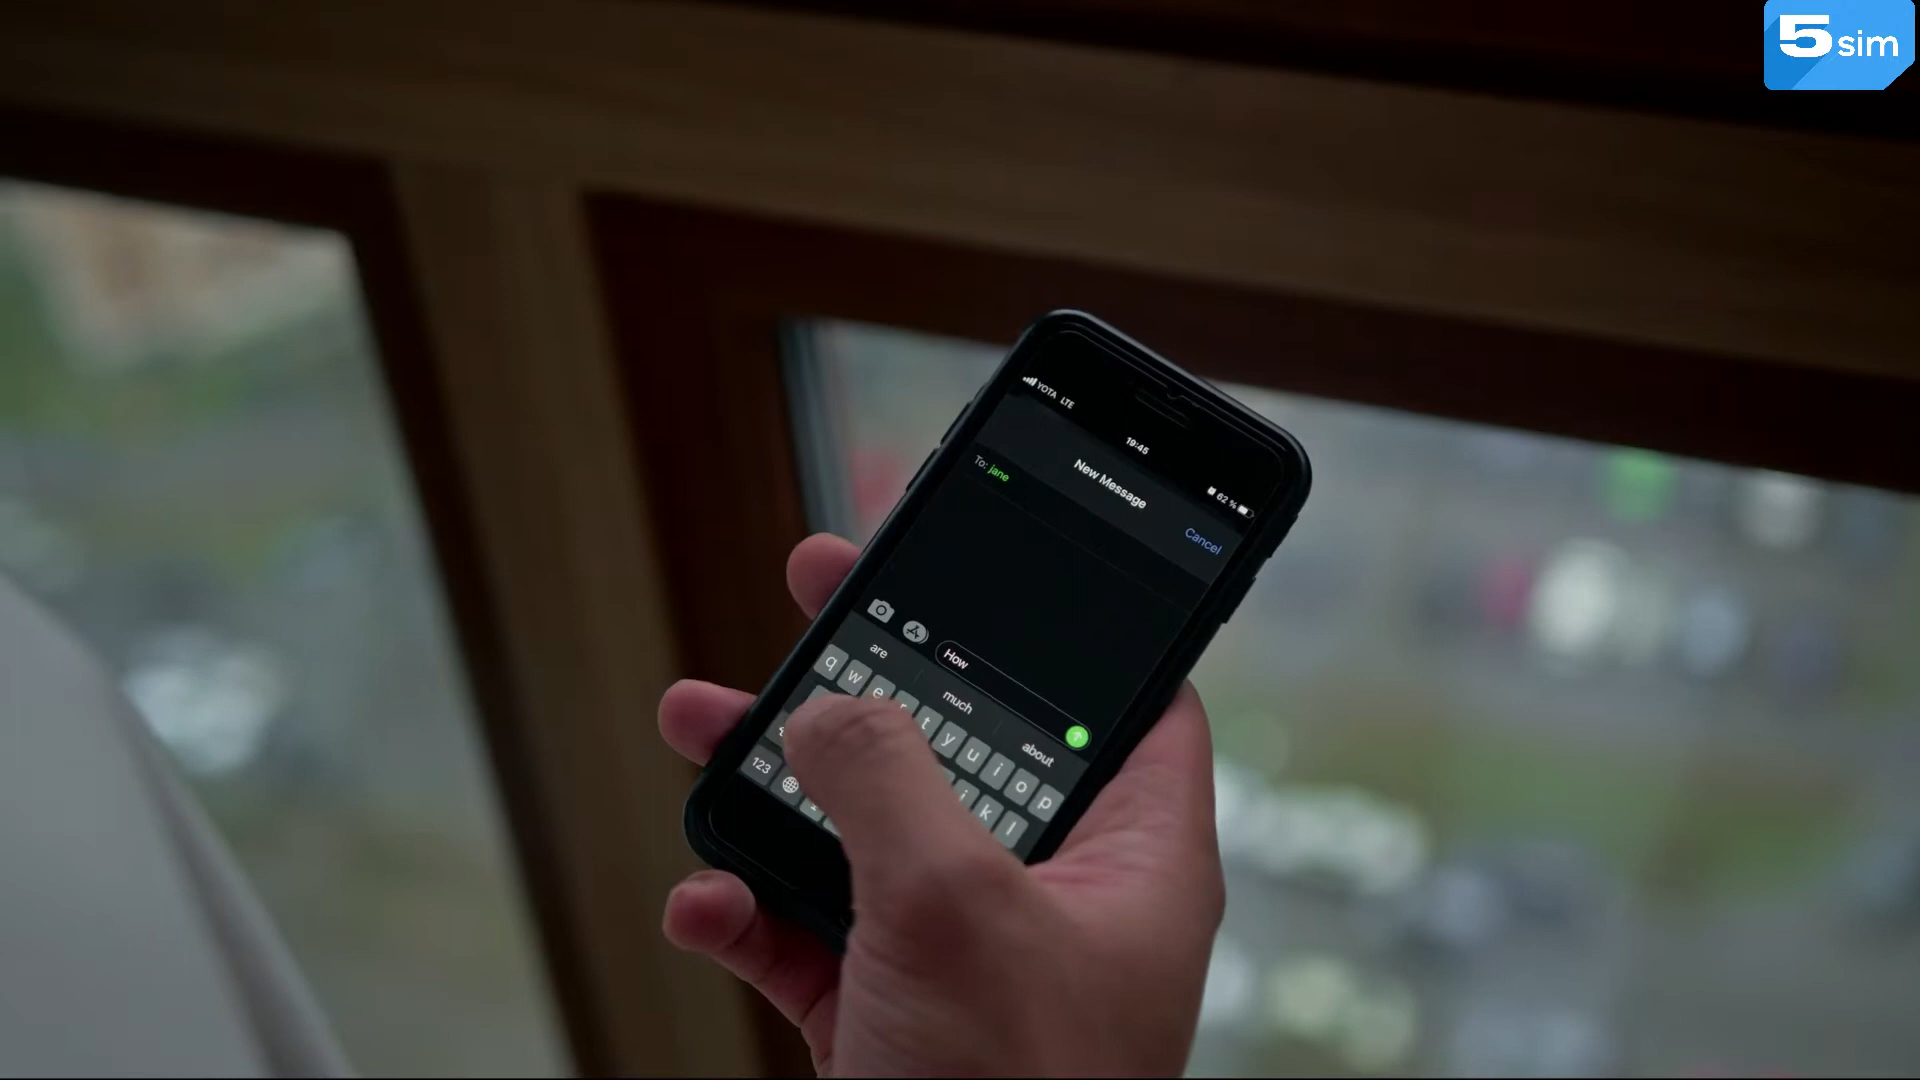 5sim
YOTA LTE
19:45
62 %
New Message
To: jane
Cancel
How
are
much
about
q w e r t y u i o p
j k l
123